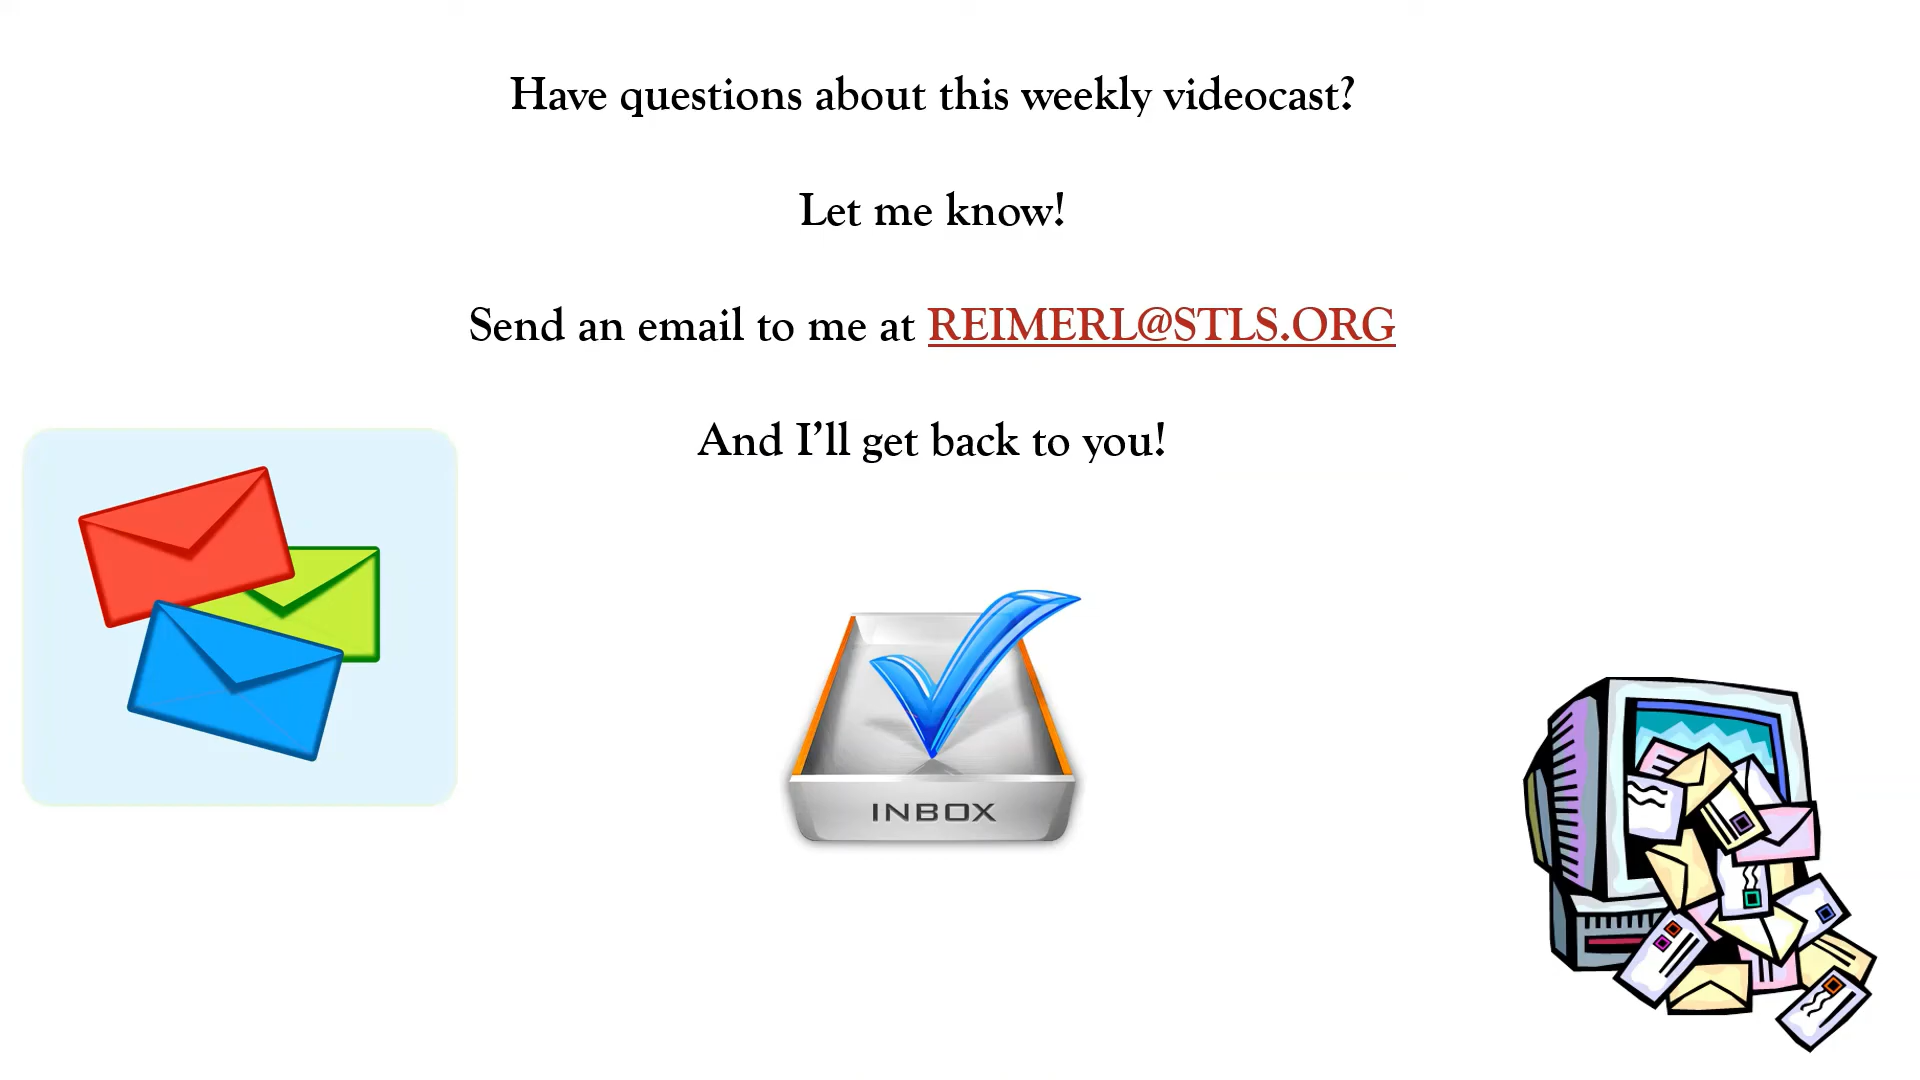 Have questions about this weekly videocast?
Let me know!
Send an email to me at REIMERL@STLS.ORG
And I’ll get back to you!
INBOX